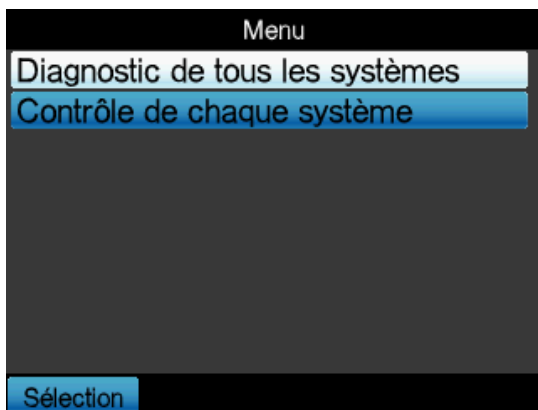 Menu
Diagnostic de tous les systèmes
Contrôle de chaque système
Sélection